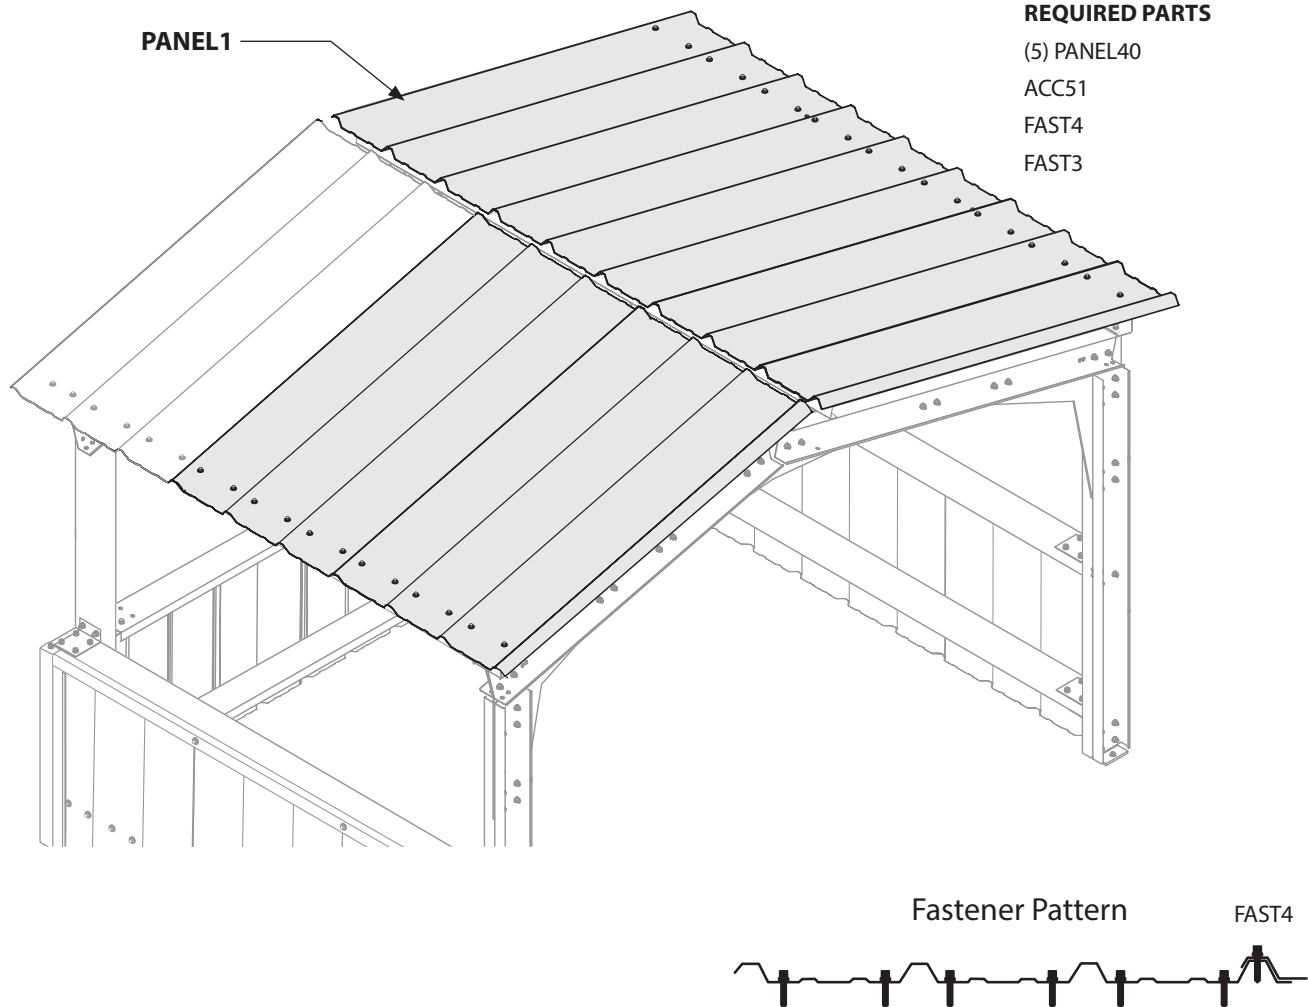 PANEL1
REQUIRED PARTS
(5) PANEL40
ACC51
FAST4
FAST3
Fastener Pattern
FAST4